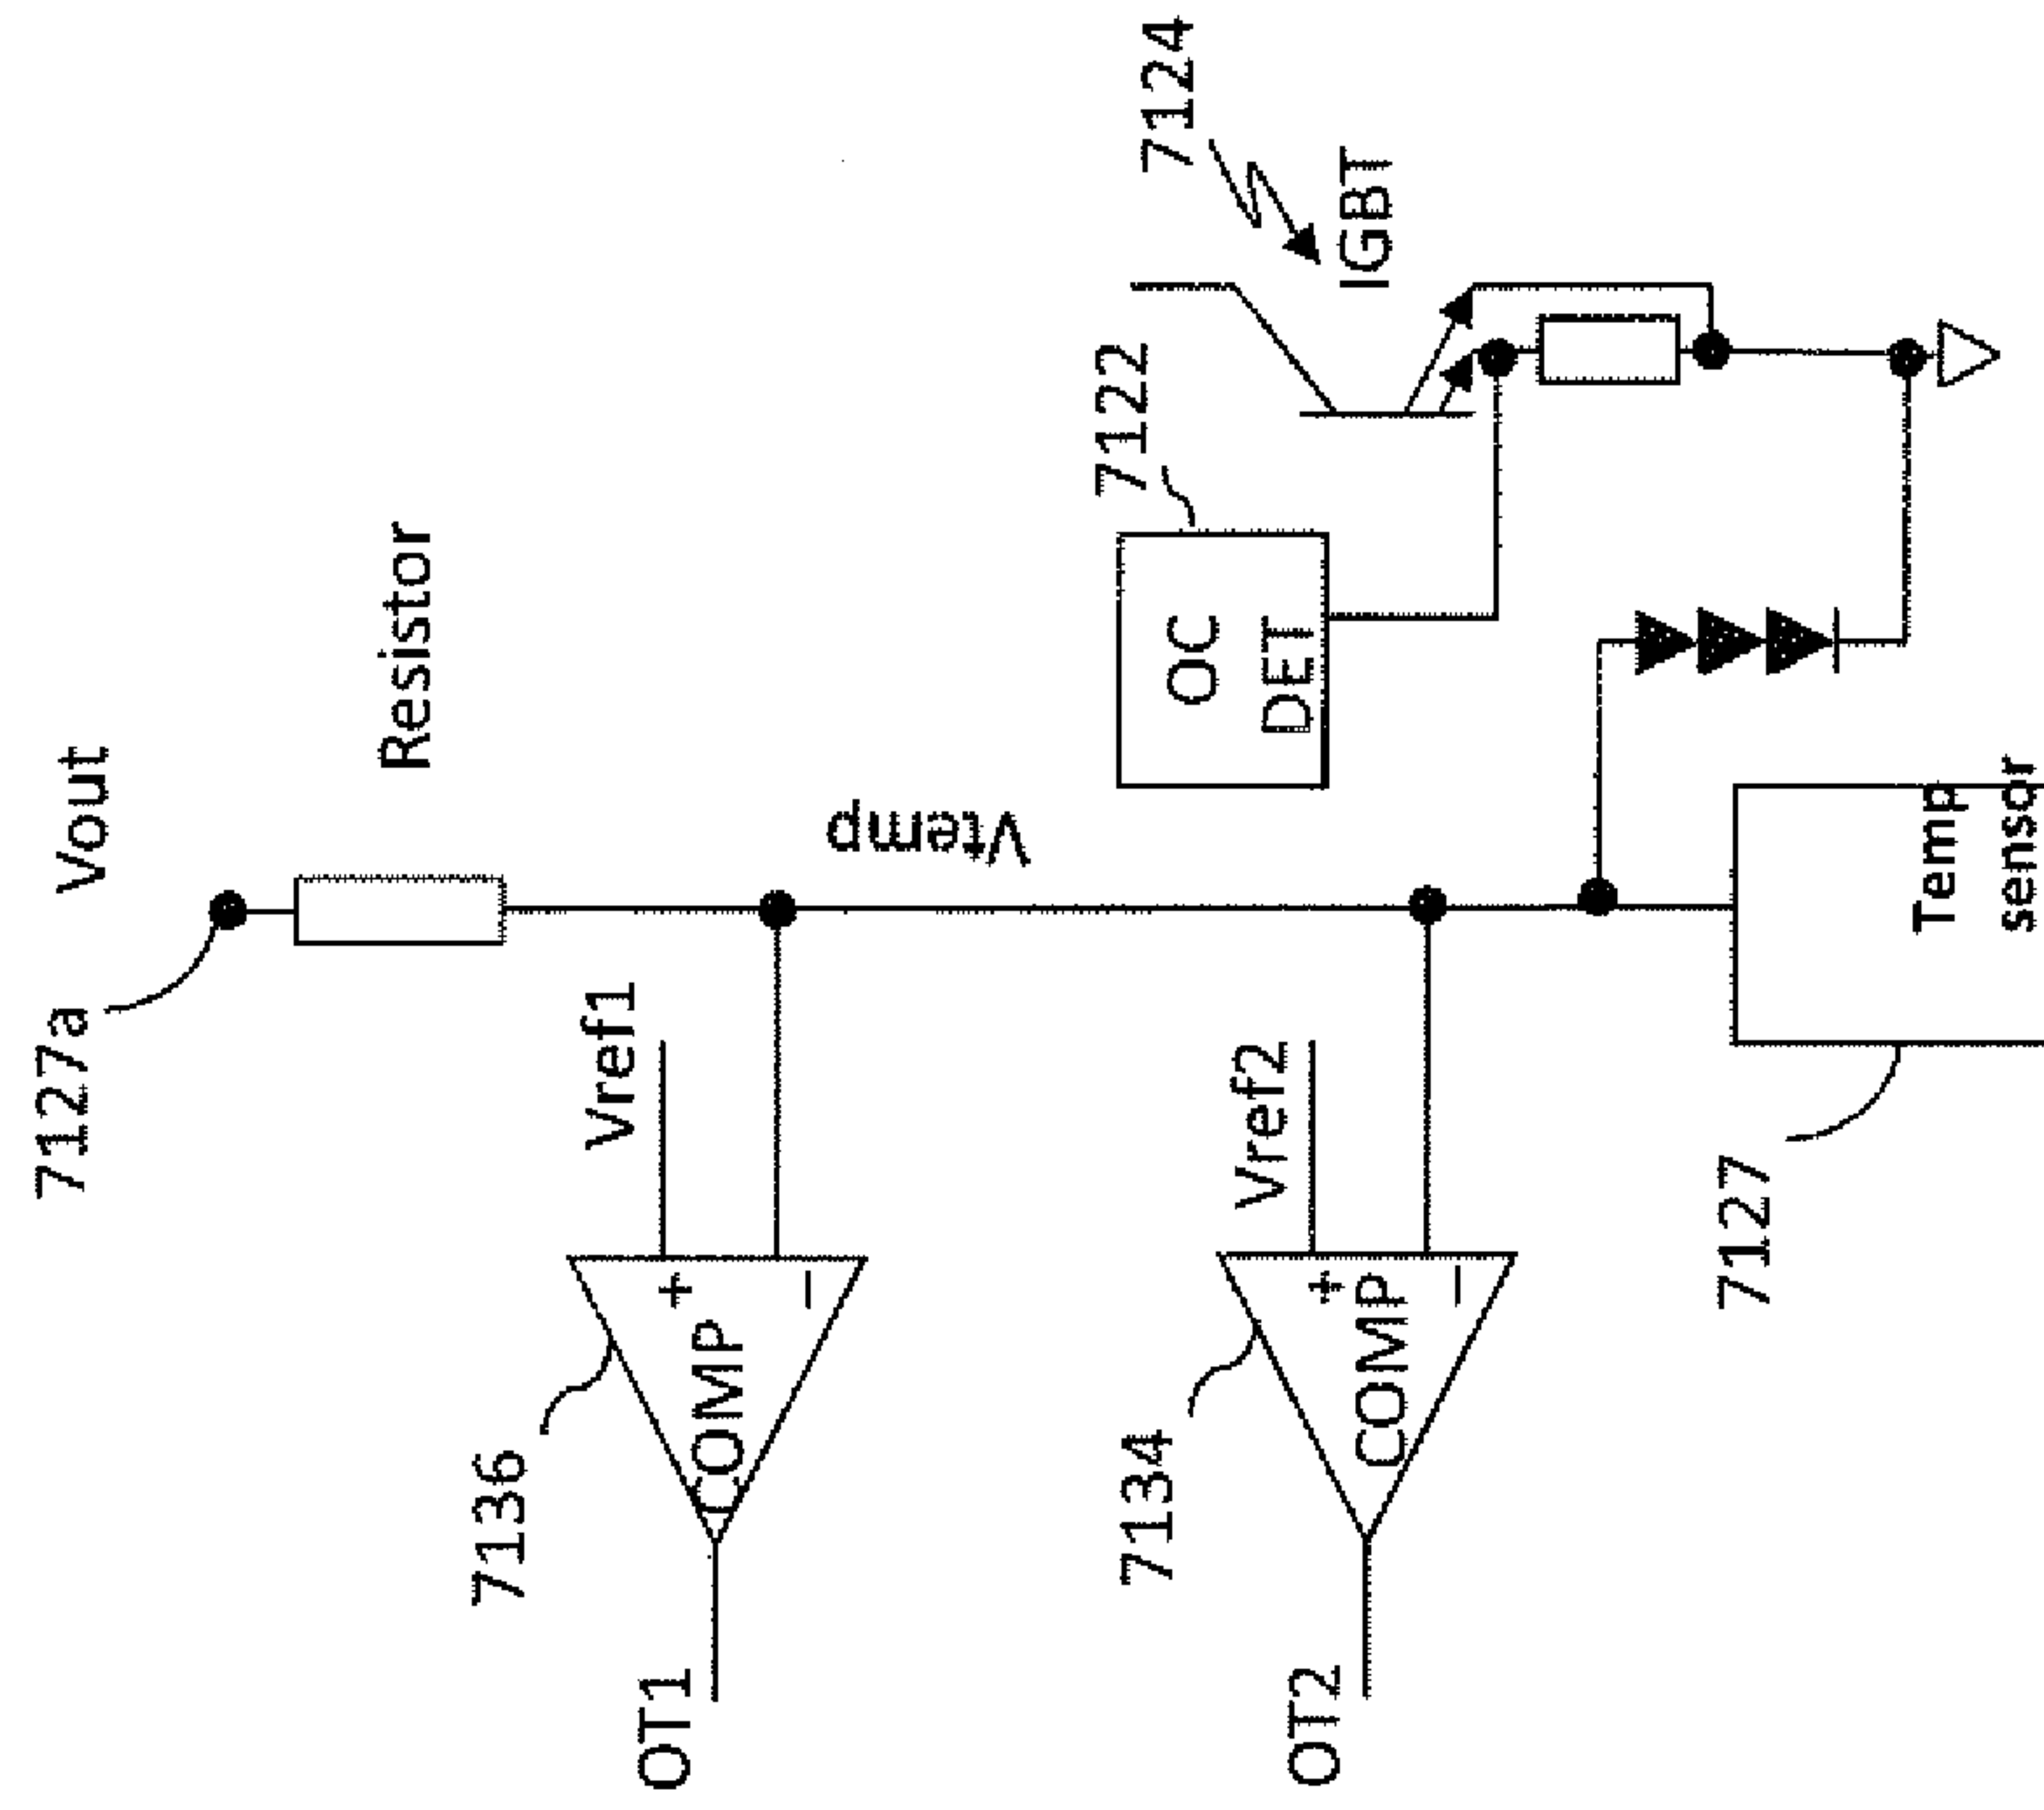 7127a
Vout
Resistor
7136
COMP
+
−
Vref1
OT1
Vtemp
7134
COMP
+
−
Vref2
OT2
7122
OC
DET
7124
IGBT
7127
Temp
sensor